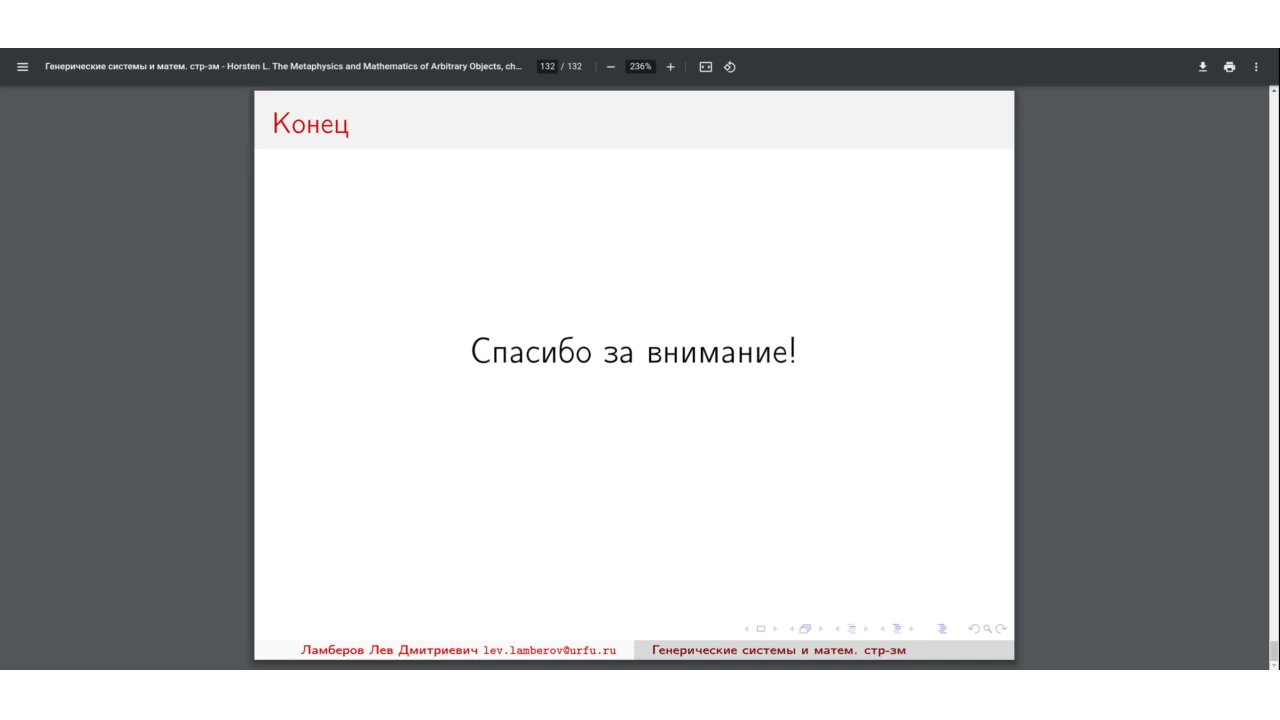 Генерические системы и матем. стр-зм - Horsten L. The Metaphysics and Mathematics of Arbitrary Objects, ch...
132 / 132
236%
Конец
Спасибо за внимание!
Ламберов Лев Дмитриевич lev.lamberov@urfu.ru
Генерические системы и матем. стр-зм